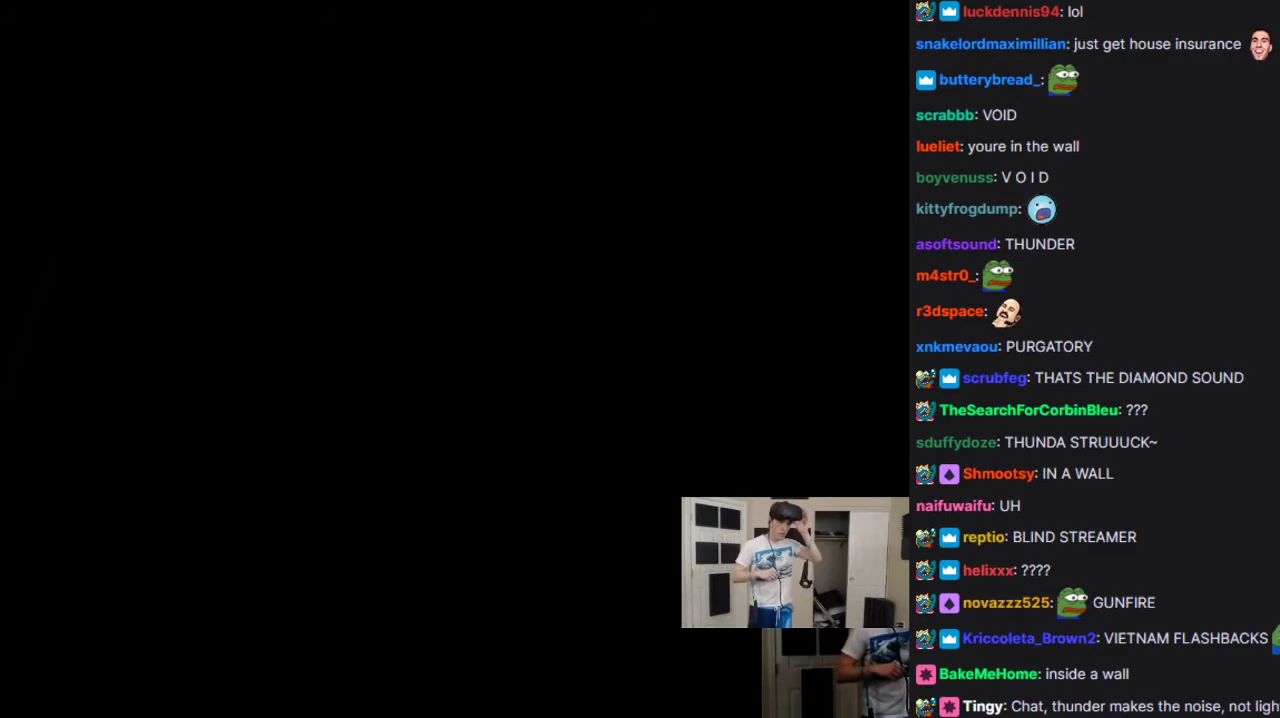 luckdennis94: lol
snakelordmaximillian: just get house insurance
butterybread_:
scrabbb: VOID
lueliet: youre in the wall
boyvenuss: V O I D
kittyfrogdump:
asoftsound: THUNDER
m4str0_:
r3dspace:
xnkmevaou: PURGATORY
scrubfeg: THATS THE DIAMOND SOUND
TheSearchForCorbinBleu: ???
sduffydoze: THUNDA STRUUUCK~
Shmootsy: IN A WALL
naifuwaifu: UH
reptio: BLIND STREAMER
helixxx: ????
novazzz525: GUNFIRE
Kriccoleta_Brown2: VIETNAM FLASHBACKS
BakeMeHome: inside a wall
Tingy: Chat, thunder makes the noise, not ligh